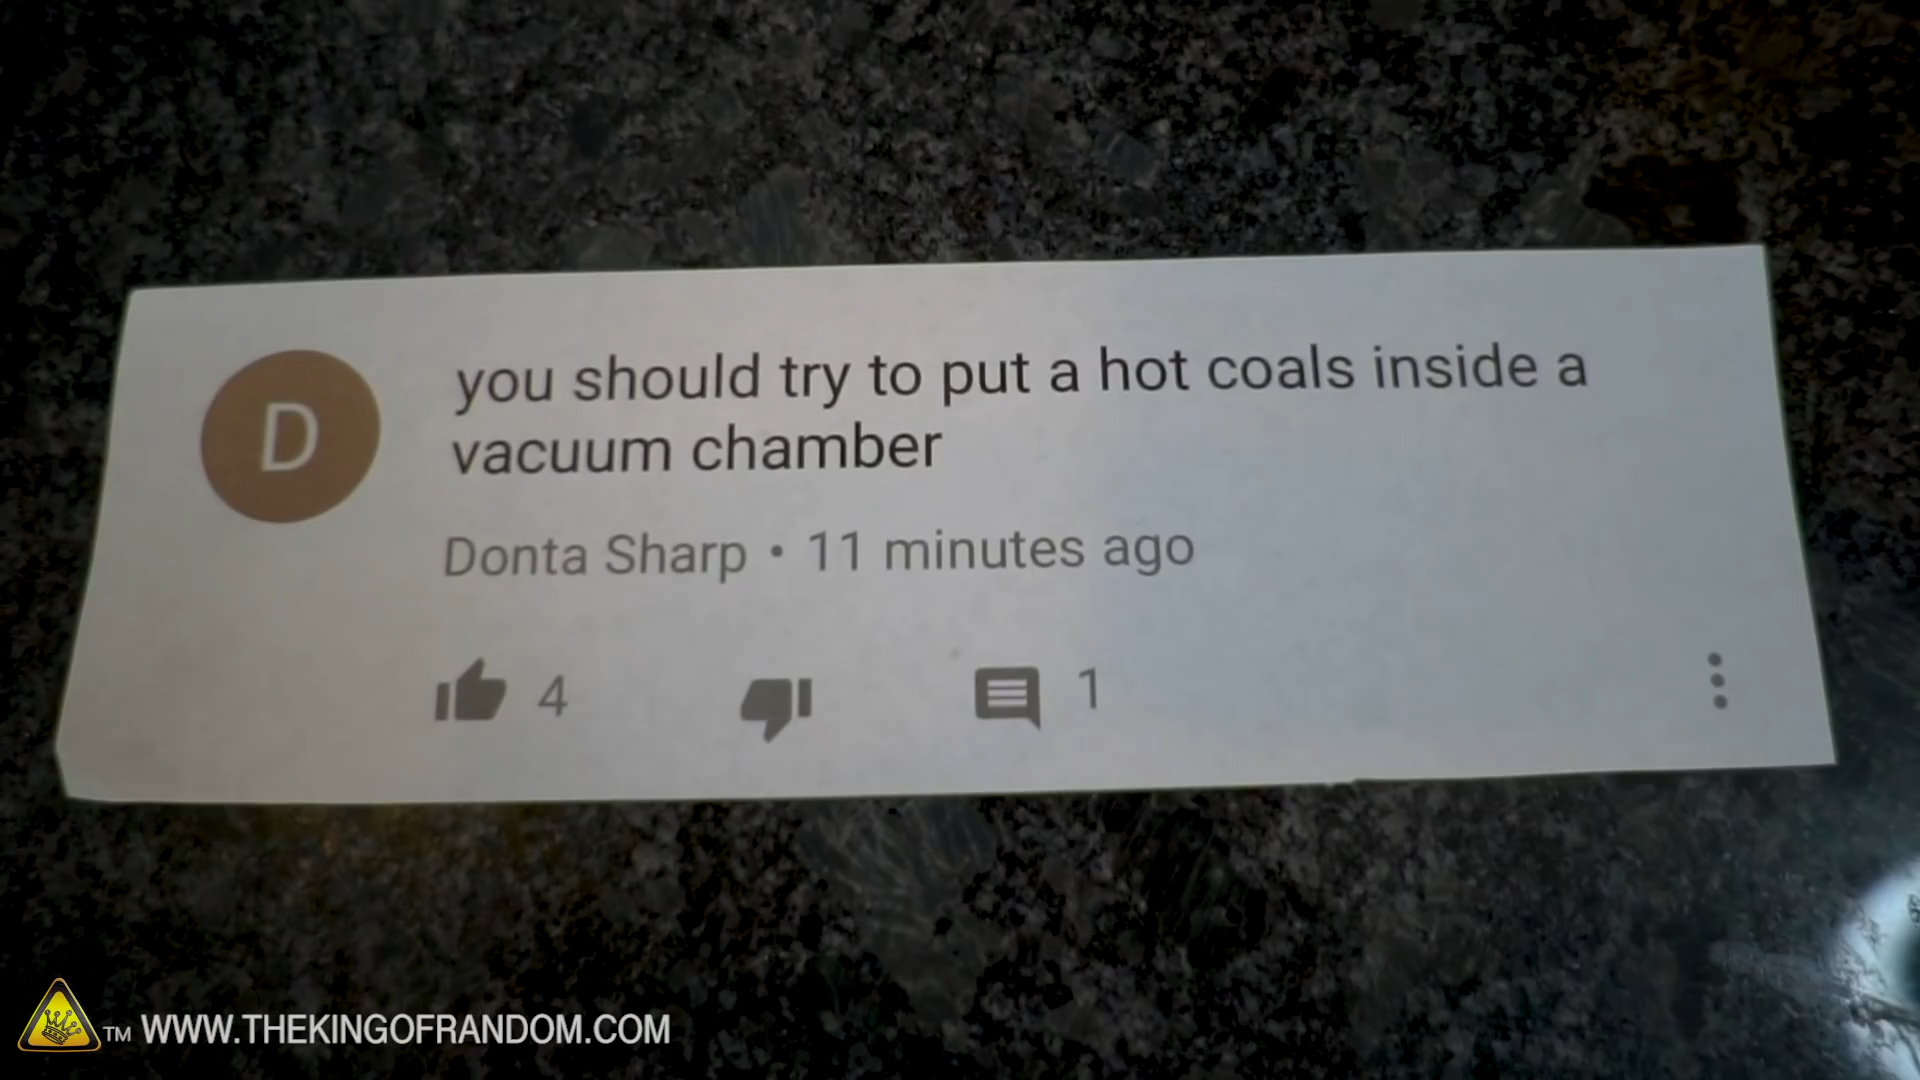 you should try to put a hot coals inside a
vacuum chamber
D
Donta Sharp • 11 minutes ago
4
1
TM WWW.THEKINGOFRANDOM.COM